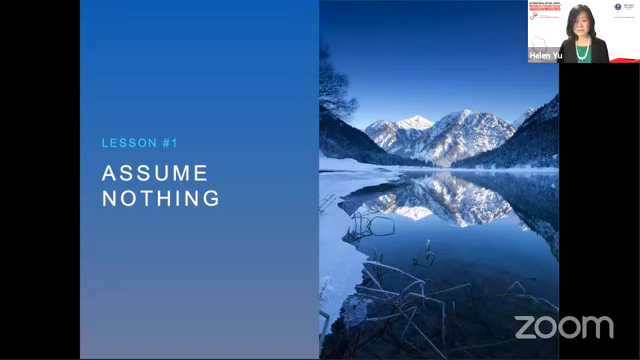 LESSON #1
ASSUME
NOTHING
Helen Yu
zoom